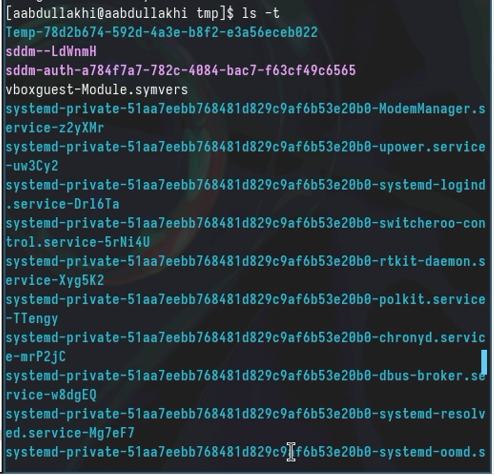 [aabdullakhi@aabdullakhi tmp]$ ls -t
Temp-78d2b674-592d-4a3e-b8f2-e3a56eceb022
sddm--LdWnmH
sddm-auth-a784f7a7-782c-4084-bac7-f63cf49c6565
vboxguest-Module.symvers
systemd-private-51aa7eebb768481d829c9af6b53e20b0-ModemManager.s
ervice-z2yXMr
systemd-private-51aa7eebb768481d829c9af6b53e20b0-upower.service
-uw3Cy2
systemd-private-51aa7eebb768481d829c9af6b53e20b0-systemd-logind
.service-Drl6Ta
systemd-private-51aa7eebb768481d829c9af6b53e20b0-switcheroo-con
trol.service-5rNi4U
systemd-private-51aa7eebb768481d829c9af6b53e20b0-rtkit-daemon.s
ervice-Xyg5K2
systemd-private-51aa7eebb768481d829c9af6b53e20b0-polkit.service
-TTengy
systemd-private-51aa7eebb768481d829c9af6b53e20b0-chronyd.servic
e-mrP2jC
systemd-private-51aa7eebb768481d829c9af6b53e20b0-dbus-broker.se
rvice-w8dgEQ
systemd-private-51aa7eebb768481d829c9af6b53e20b0-systemd-resolv
ed.service-Mg7eF7
systemd-private-51aa7eebb768481d829c9af6b53e20b0-systemd-oomd.s